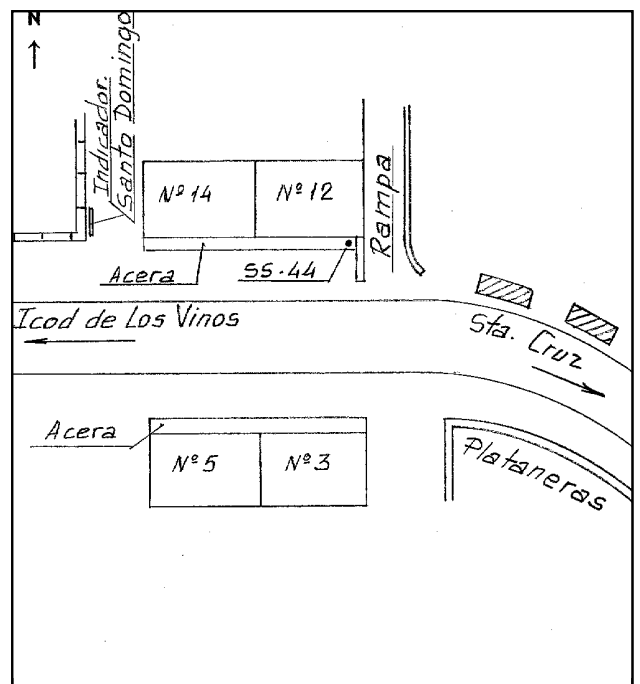 N
Indicador.
Santo Domingo
Nº 14
Nº 12
Rampa
Acera
SS-44
Icod de Los Vinos
Sta. Cruz
Acera
Nº 5
Nº 3
Plataneras